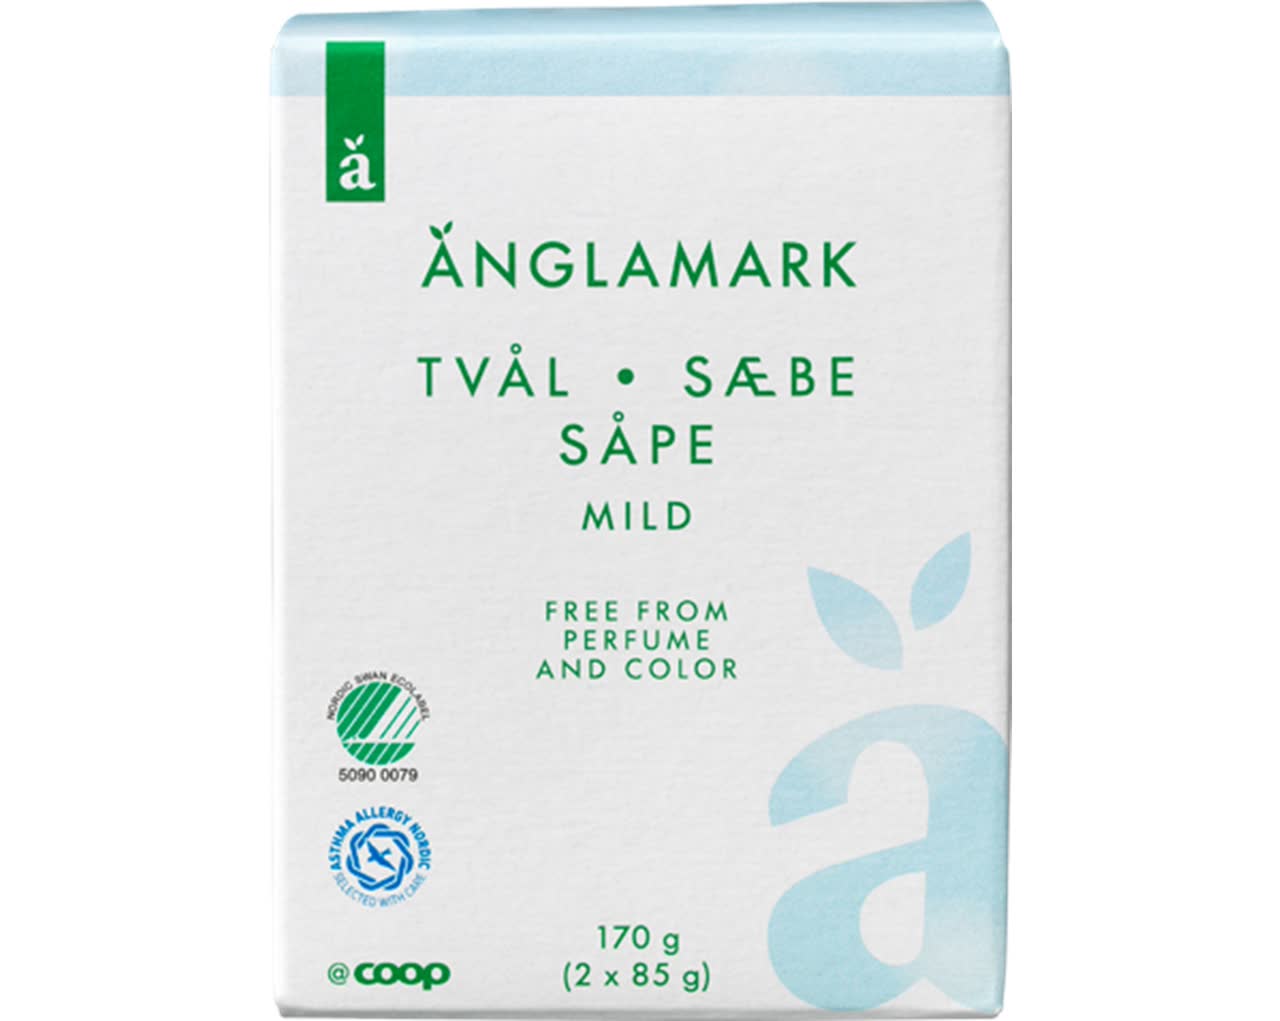 å
ÄNGLAMARK
TVÅL • SÆBE
SÅPE
MILD
FREE FROM
PERFUME
AND COLOR
NORDIC SWAN ECOLABEL
5090 0079
ASTHMA ALLERGY NORDIC
SELECTED WITH CARE
@ coop
170 g
(2 x 85 g)
ä